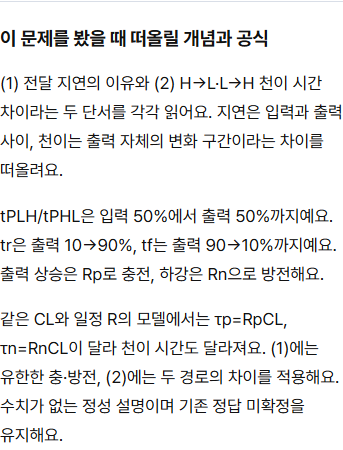 이 문제를 봤을 때 떠올릴 개념과 공식
(1) 전달 지연의 이유와 (2) H→L·L→H 천이 시간
차이라는 두 단서를 각각 읽어요. 지연은 입력과 출력
사이, 천이는 출력 자체의 변화 구간이라는 차이를
떠올려요.
tPLH/tPHL은 입력 50%에서 출력 50%까지예요.
tr은 출력 10→90%, tf는 출력 90→10%까지예요.
출력 상승은 Rp로 충전, 하강은 Rn으로 방전해요.
같은 CL와 일정 R의 모델에서는 τp=RpCL,
τn=RnCL이 달라 천이 시간도 달라져요. (1)에는
유한한 충·방전, (2)에는 두 경로의 차이를 적용해요.
수치가 없는 정성 설명이며 기존 정답 미확정을
유지해요.